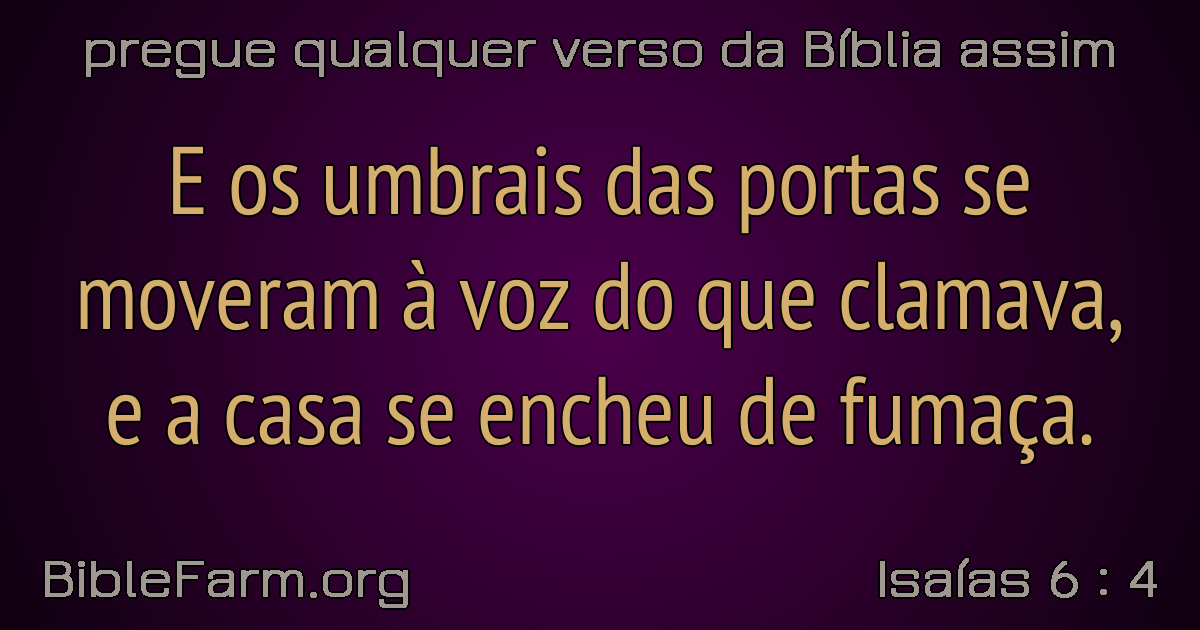 pregue qualquer verso da Bíblia assim
E os umbrais das portas se
moveram à voz do que clamava,
e a casa se encheu de fumaça.
BibleFarm.org
Isaías 6 : 4